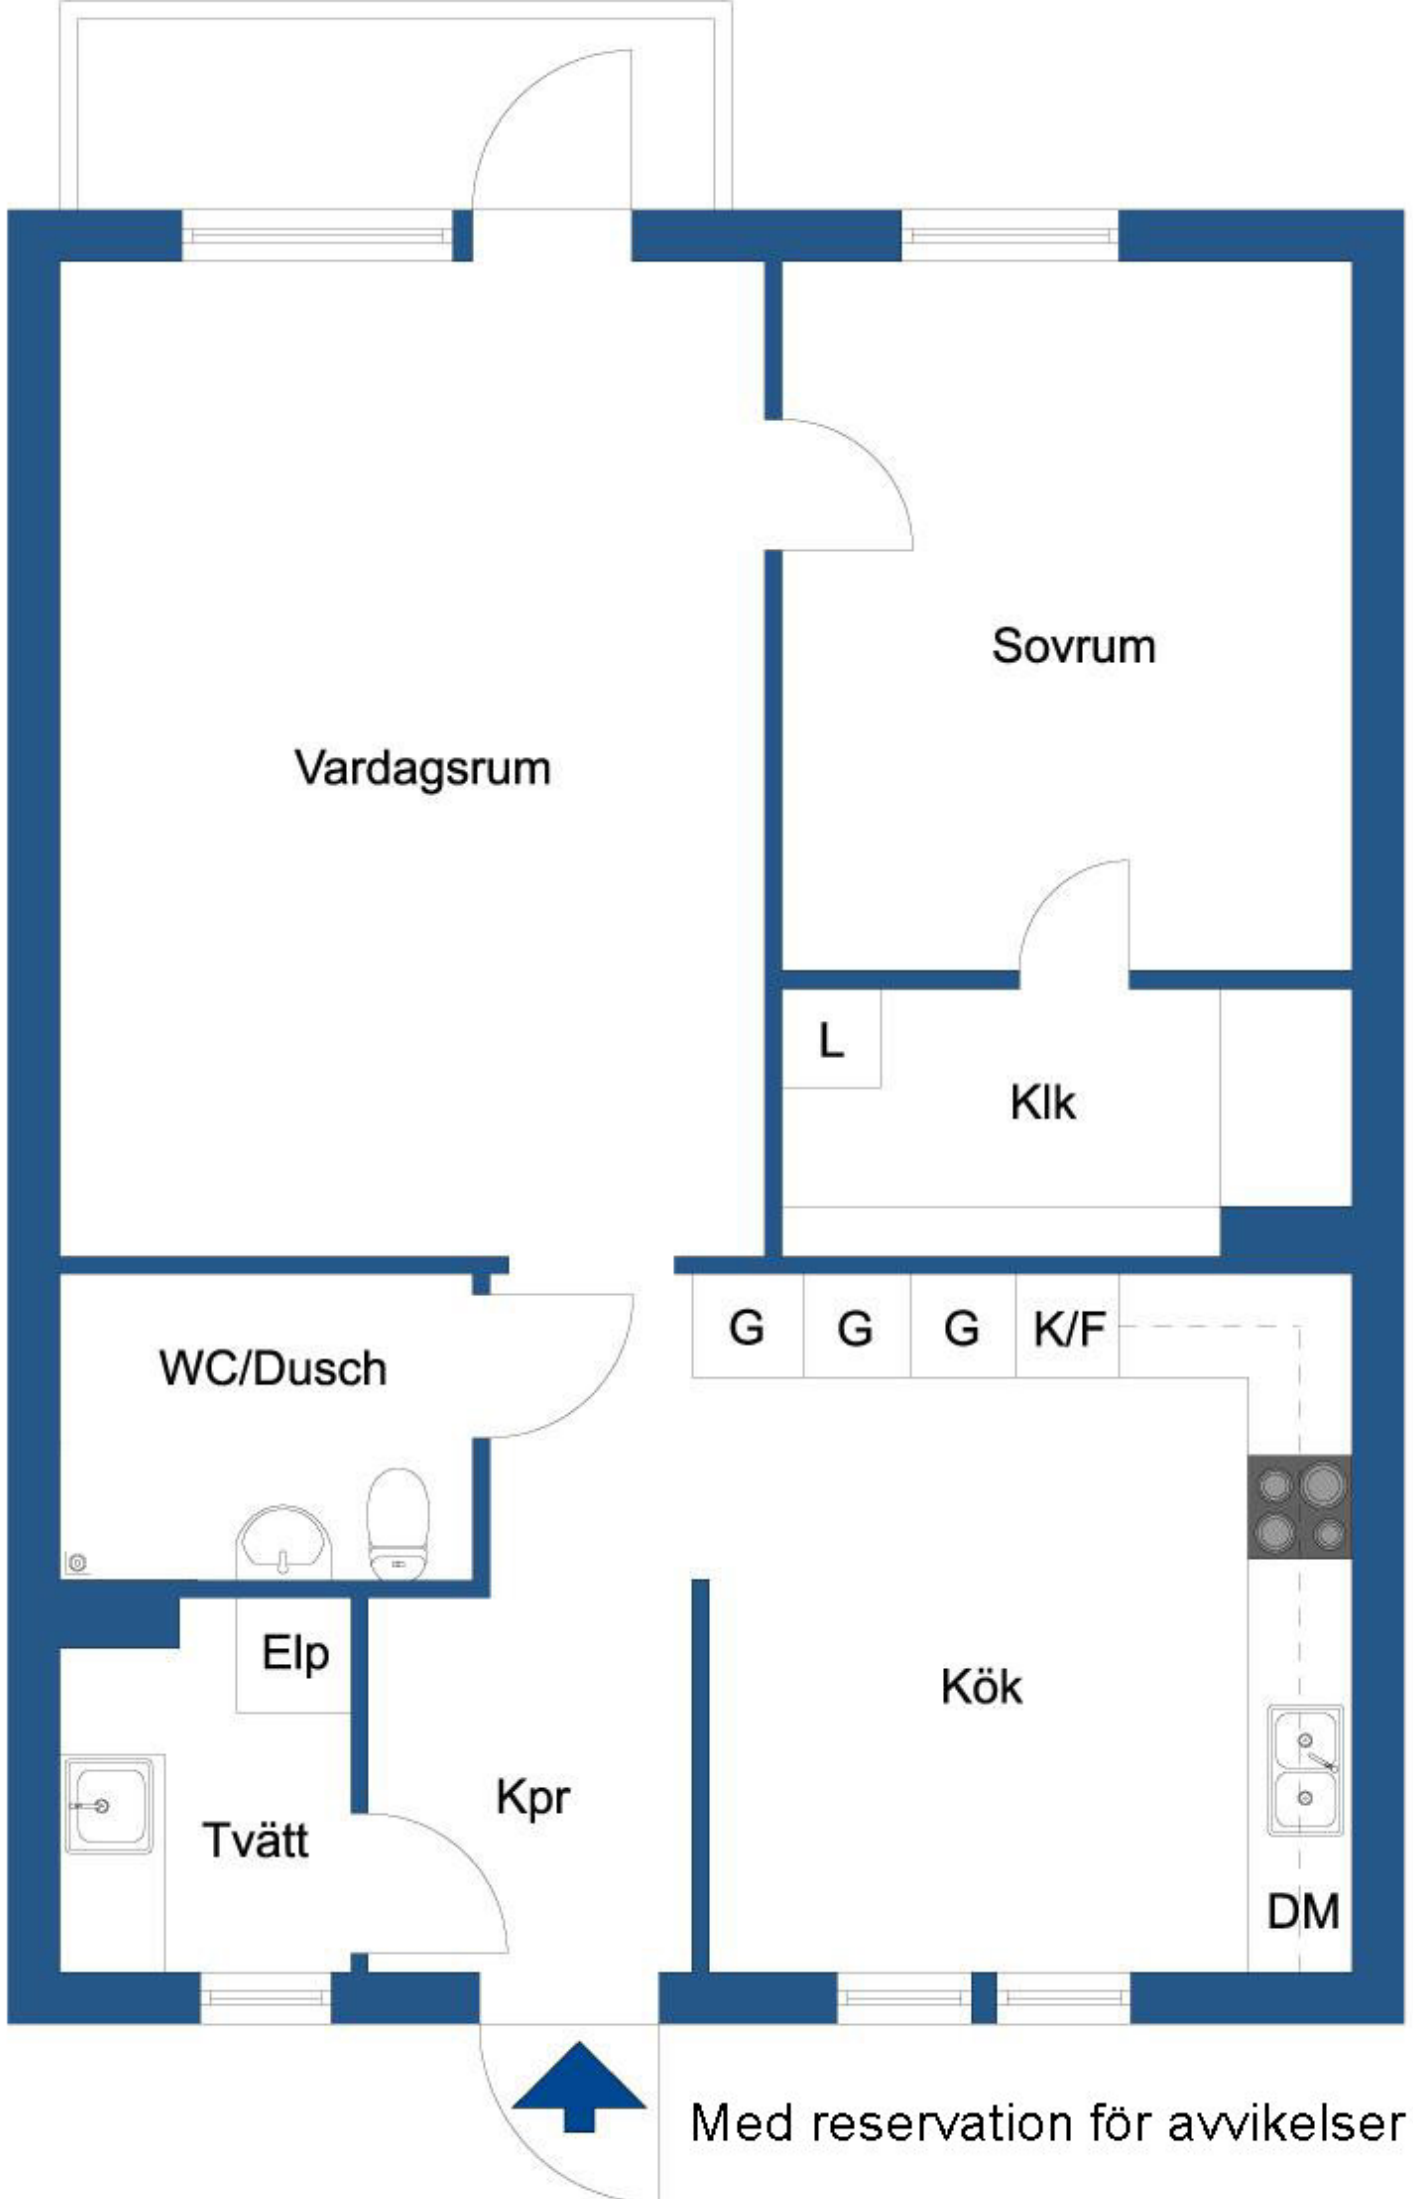 Sovrum
Vardagsrum
L
Klk
G
G
G
K/F
WC/Dusch
Elp
Kök
Kpr
Tvätt
DM
Med reservation för avvikelser